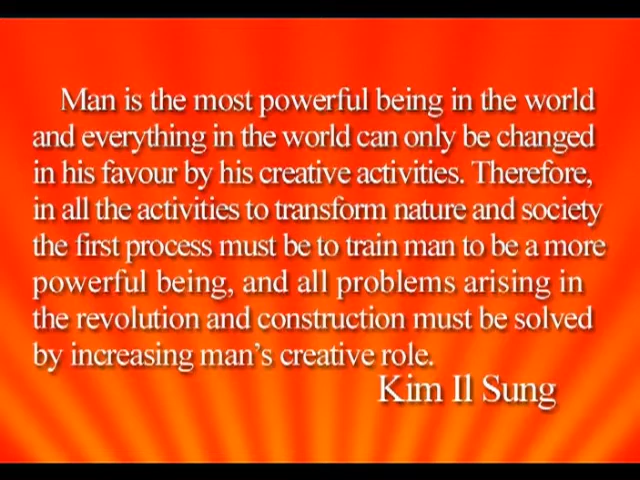 Man is the most powerful being in the world
and everything in the world can only be changed
in his favour by his creative activities. Therefore,
in all the activities to transform nature and society
the first process must be to train man to be a more
powerful being, and all problems arising in
the revolution and construction must be solved
by increasing man's creative role.
Kim Il Sung